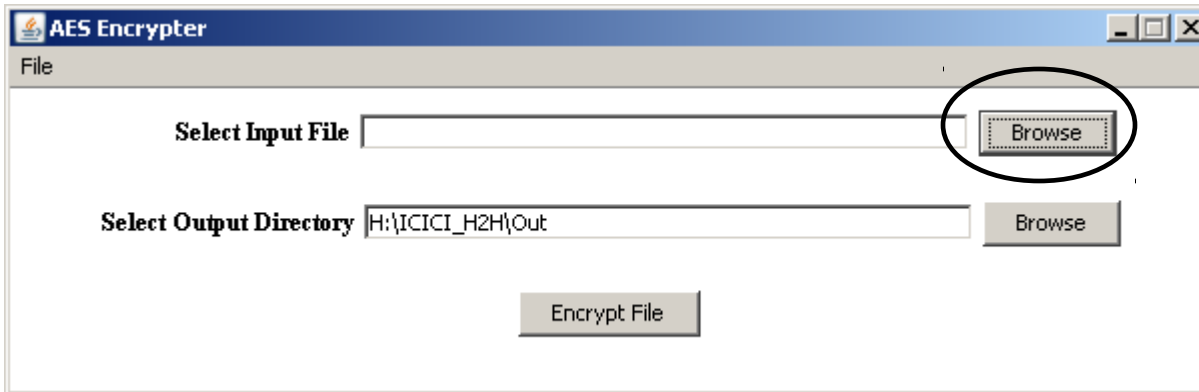 AES Encrypter
File
Select Input File Browse
Select Output Directory H:\ICICI_H2H\Out Browse
Encrypt File